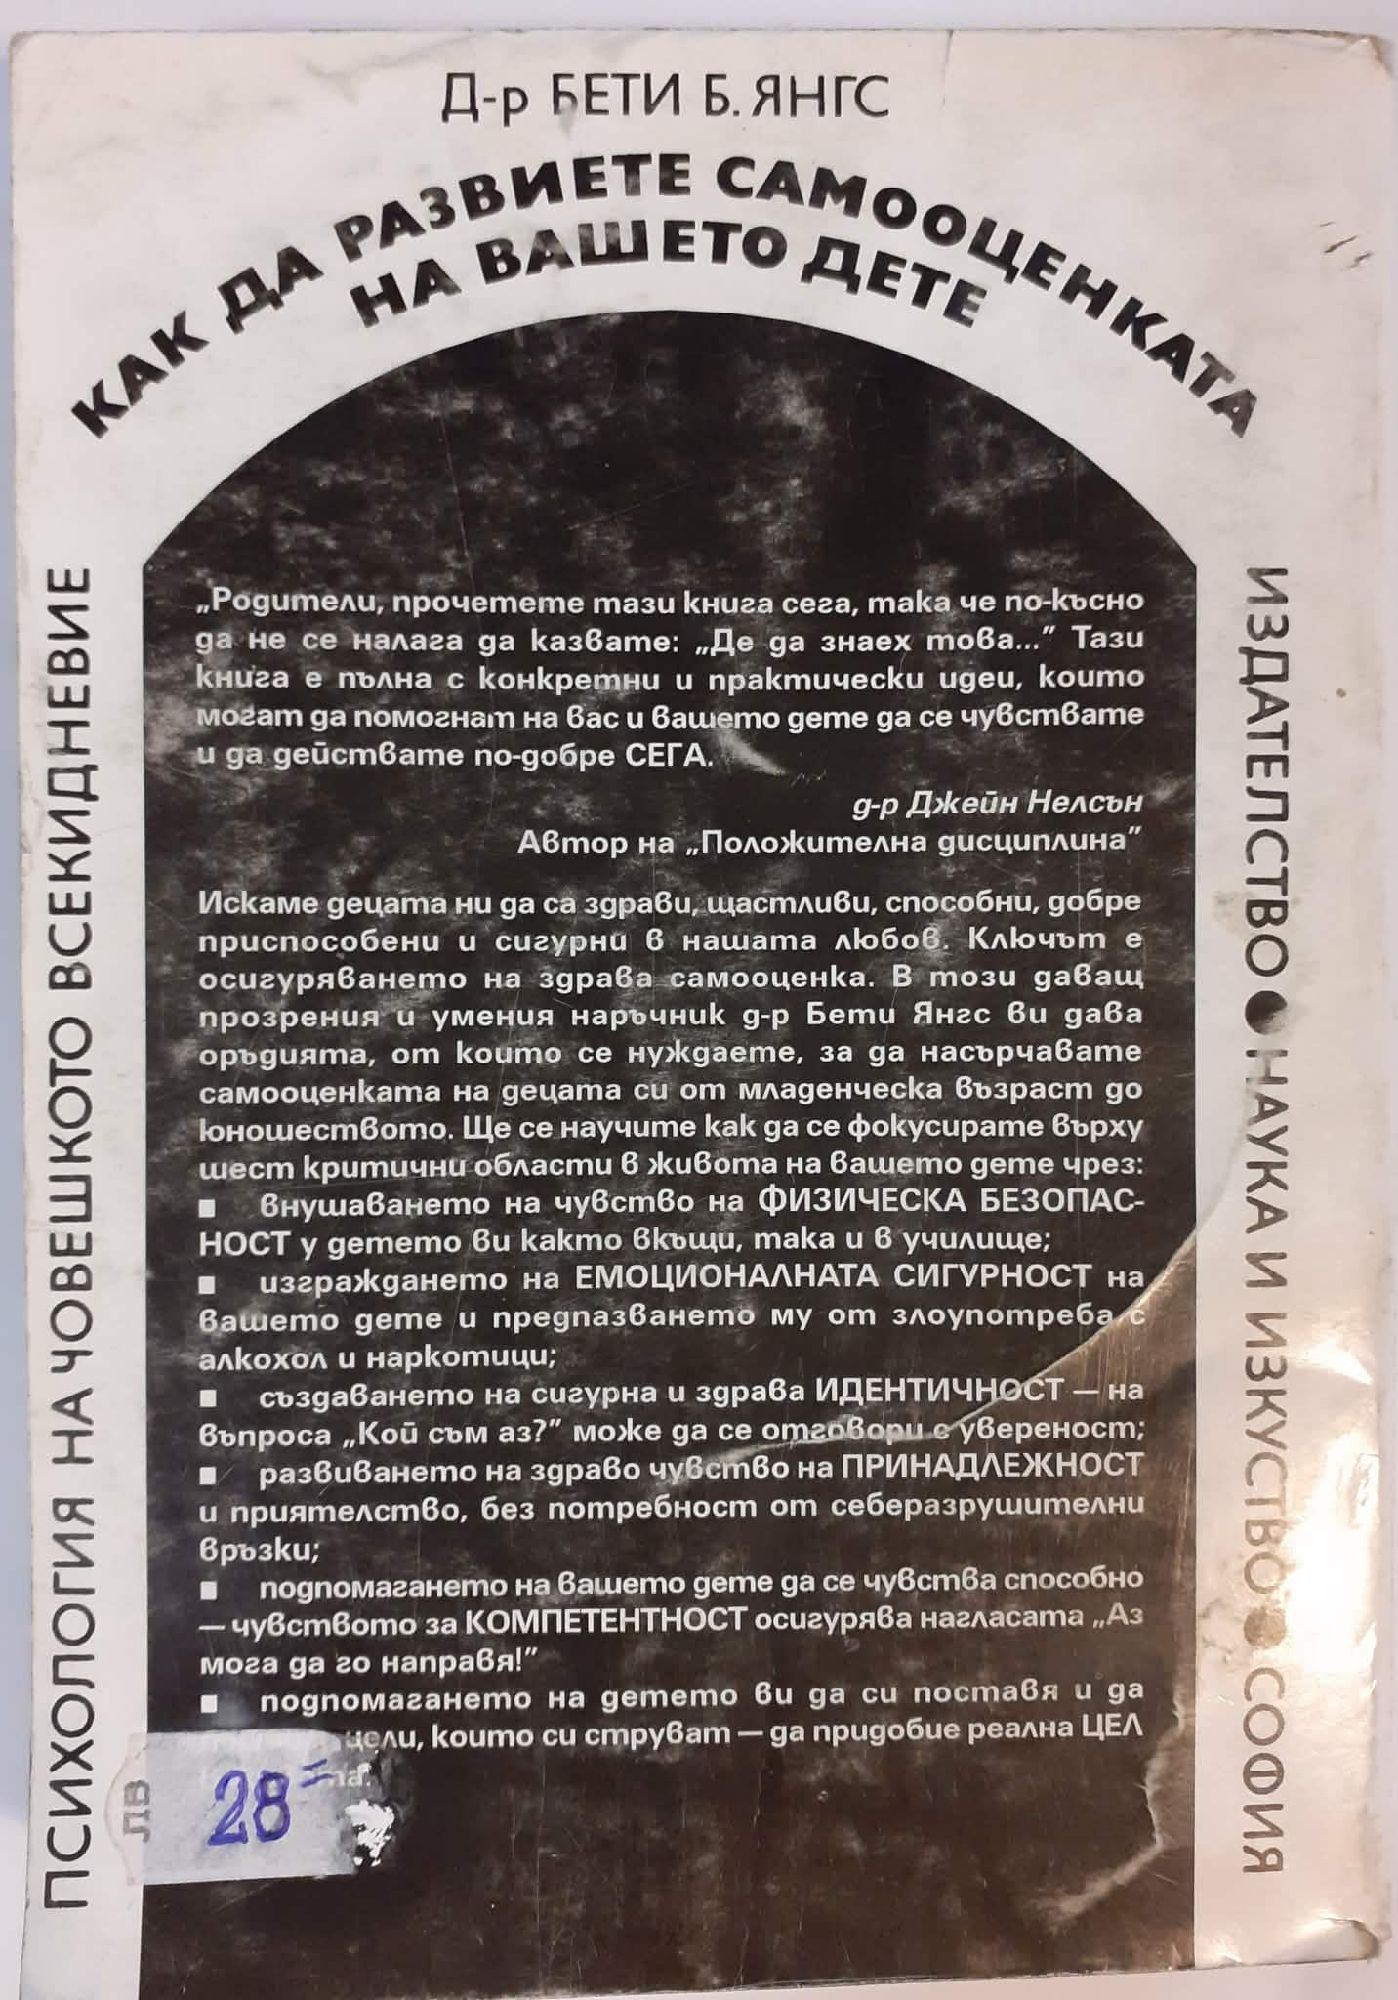 Д-р БЕТИ Б. ЯНГС
КАК ДА РАЗВИЕТЕ САМООЦЕНКАТА
НА ВАШЕТО ДЕТЕ
ПСИХОЛОГИЯ НА ЧОВЕШКОТО ВСЕКИДНЕВИЕ
„Родители, прочетете тази книга сега, така че по-късно
да не се налага да казвате: „Де да знаех това...” Тази
книга е пълна с конкретни и практически идеи, които
могат да помогнат на вас и вашето дете да се чувствате
и да действате по-добре СЕГА.
д-р Джейн Нелсън
Автор на „Положителна дисциплина”
Искаме децата ни да са здрави, щастливи, способни, добре
приспособени и сигурни в нашата любов. Ключът е
осигуряването на здрава самооценка. В този даващ
прозрения и умения наръчник д-р Бети Янгс ви дава
оръдията, от които се нуждаете, за да насърчавате
самооценката на децата си от младенческа възраст до
юношеството. Ще се научите как да се фокусирате върху
шест критични области в живота на вашето дете чрез:
■ внушаването на чувство на ФИЗИЧЕСКА БЕЗОПАС-
НОСТ у детето ви както вкъщи, така и в училище;
■ изграждането на ЕМОЦИОНАЛНАТА СИГУРНОСТ на
вашето дете и предпазването му от злоупотреба с
алкохол и наркотици;
■ създаването на сигурна и здрава ИДЕНТИЧНОСТ — на
въпроса „Кой съм аз?” може да се отговори с увереност;
■ развиването на здраво чувство на ПРИНАДЛЕЖНОСТ
и приятелство, без потребност от себеразрушителни
връзки;
■ подпомагането на вашето дете да се чувства способно
— чувството за КОМПЕТЕНТНОСТ осигурява нагласата „Аз
мога да го направя!”
■ подпомагането на детето ви да си поставя и да
цели, които си струват — да придобие реална ЦЕЛ
лв 28=
ИЗДАТЕЛСТВО ● НАУКА И ИЗКУСТВО ● СОФИЯ